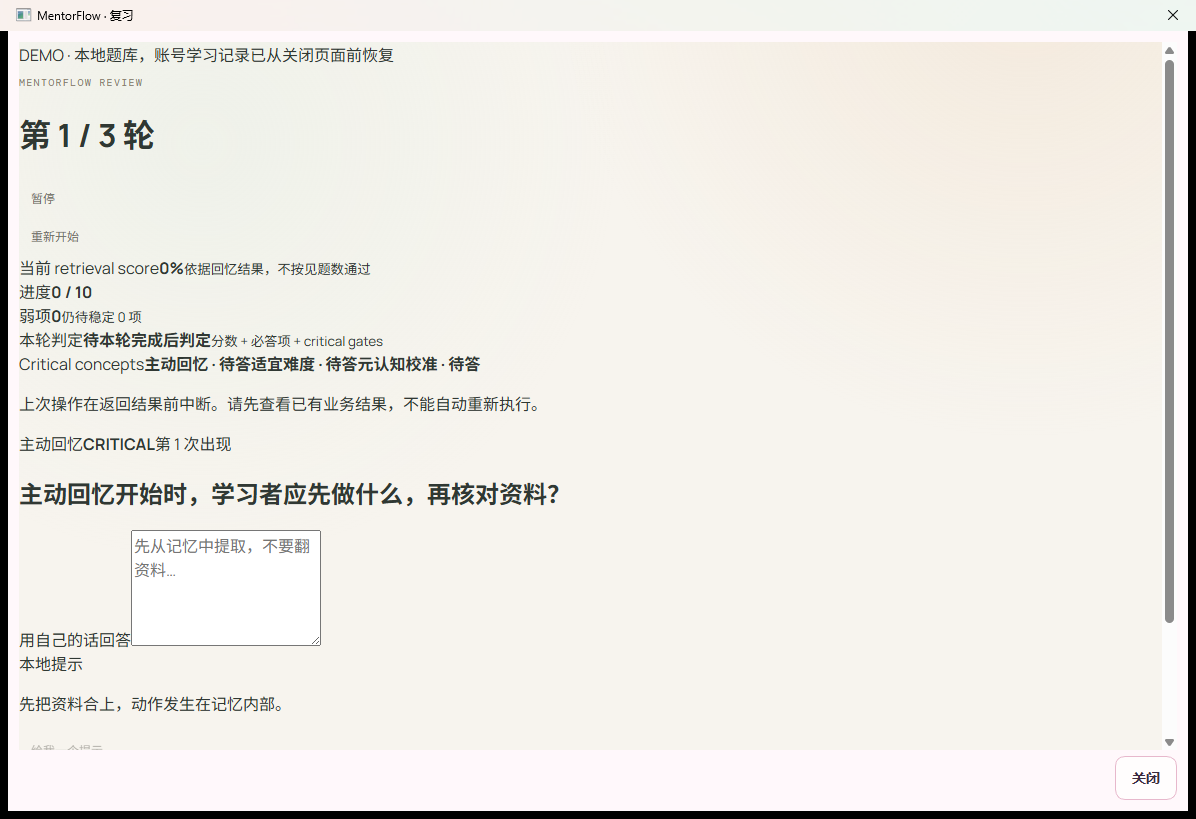 MentorFlow · 复习
DEMO · 本地题库，账号学习记录已从关闭页面前恢复
MENTORFLOW REVIEW
第 1 / 3 轮
暂停
重新开始
当前 retrieval score0%依据回忆结果，不按见题数通过
进度0 / 10
弱项0仍待稳定 0 项
本轮判定待本轮完成后判定分数 + 必答项 + critical gates
Critical concepts主动回忆 · 待答适宜难度 · 待答元认知校准 · 待答
上次操作在返回结果前中断。请先查看已有业务结果，不能自动重新执行。
主动回忆CRITICAL第 1 次出现
主动回忆开始时，学习者应先做什么，再核对资料？
先从记忆中提取，不要翻
资料…
用自己的话回答
本地提示
先把资料合上，动作发生在记忆内部。
关闭